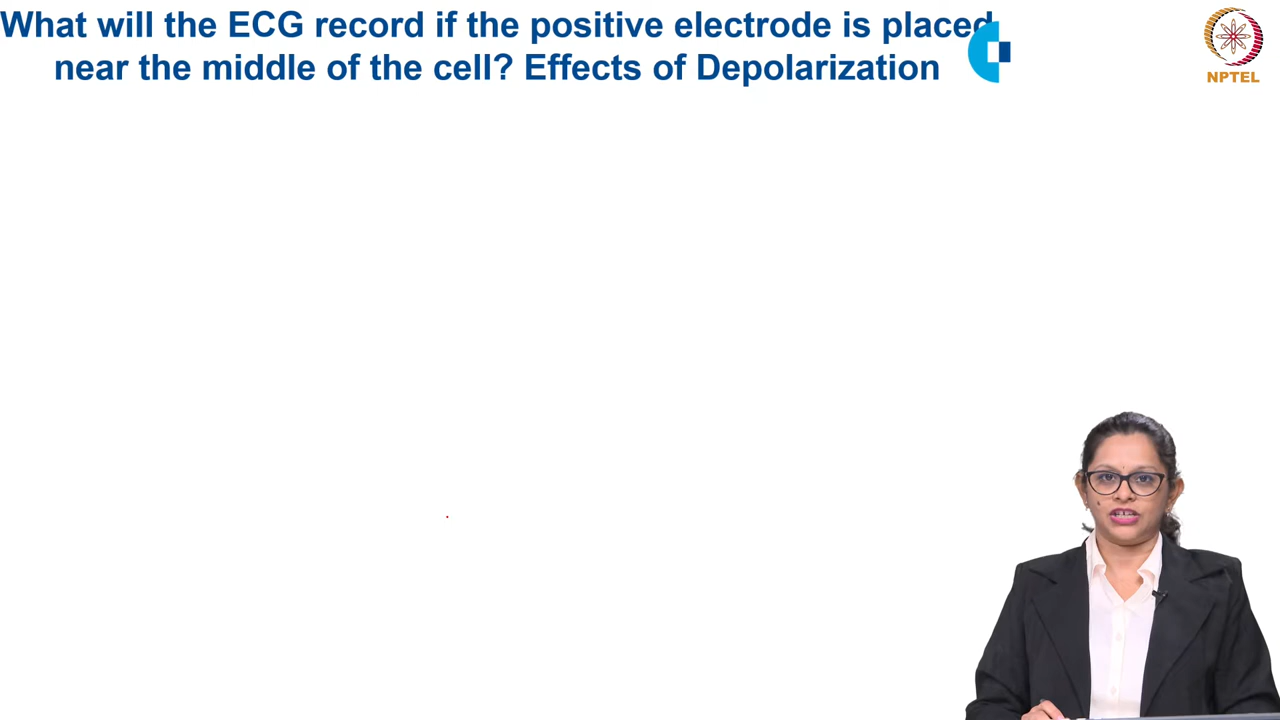 What will the ECG record if the positive electrode is placed
near the middle of the cell? Effects of Depolarization
NPTEL